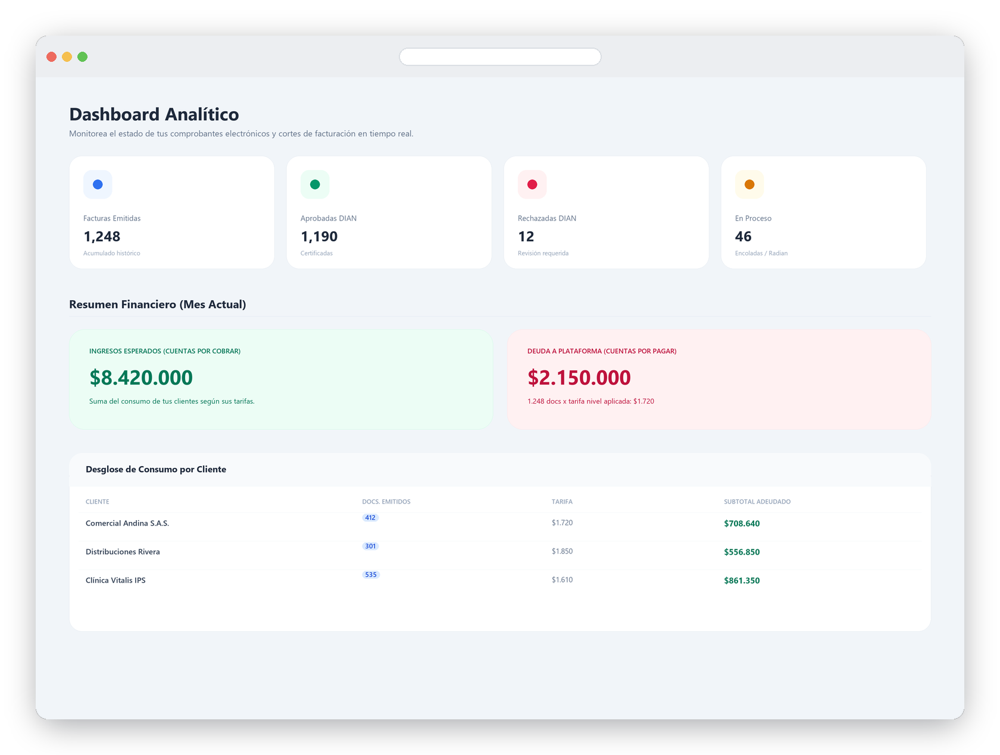 Dashboard Analítico
Monitorea el estado de tus comprobantes electrónicos y cortes de facturación en tiempo real.
Facturas Emitidas
1,248
Acumulado histórico
Aprobadas DIAN
1,190
Certificadas
Rechazadas DIAN
12
Revisión requerida
En Proceso
46
Encoladas / Radian
Resumen Financiero (Mes Actual)
INGRESOS ESPERADOS (CUENTAS POR COBRAR)
$8.420.000
Suma del consumo de tus clientes según sus tarifas.
DEUDA A PLATAFORMA (CUENTAS POR PAGAR)
$2.150.000
1.248 docs x tarifa nivel aplicada: $1.720
Desglose de Consumo por Cliente
CLIENTE DOCS. EMITIDOS TARIFA SUBTOTAL ADEUDADO
Comercial Andina S.A.S. 412 $1.720 $708.640
Distribuciones Rivera 301 $1.850 $556.850
Clínica Vitalis IPS 535 $1.610 $861.350